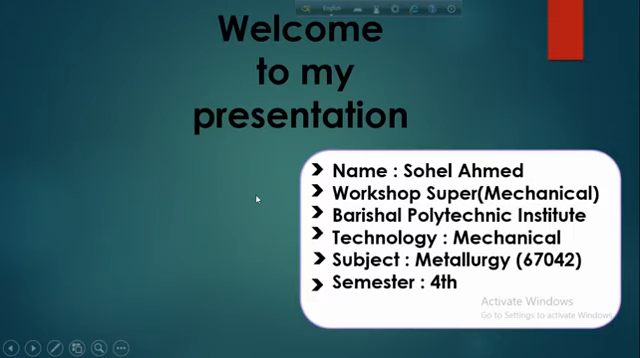 English
Welcome
to my
presentation
Name : Sohel Ahmed
Workshop Super(Mechanical)
Barishal Polytechnic Institute
Technology : Mechanical
Subject : Metallurgy (67042)
Semester : 4th
Activate Windows
Go to Settings to activate Windows.